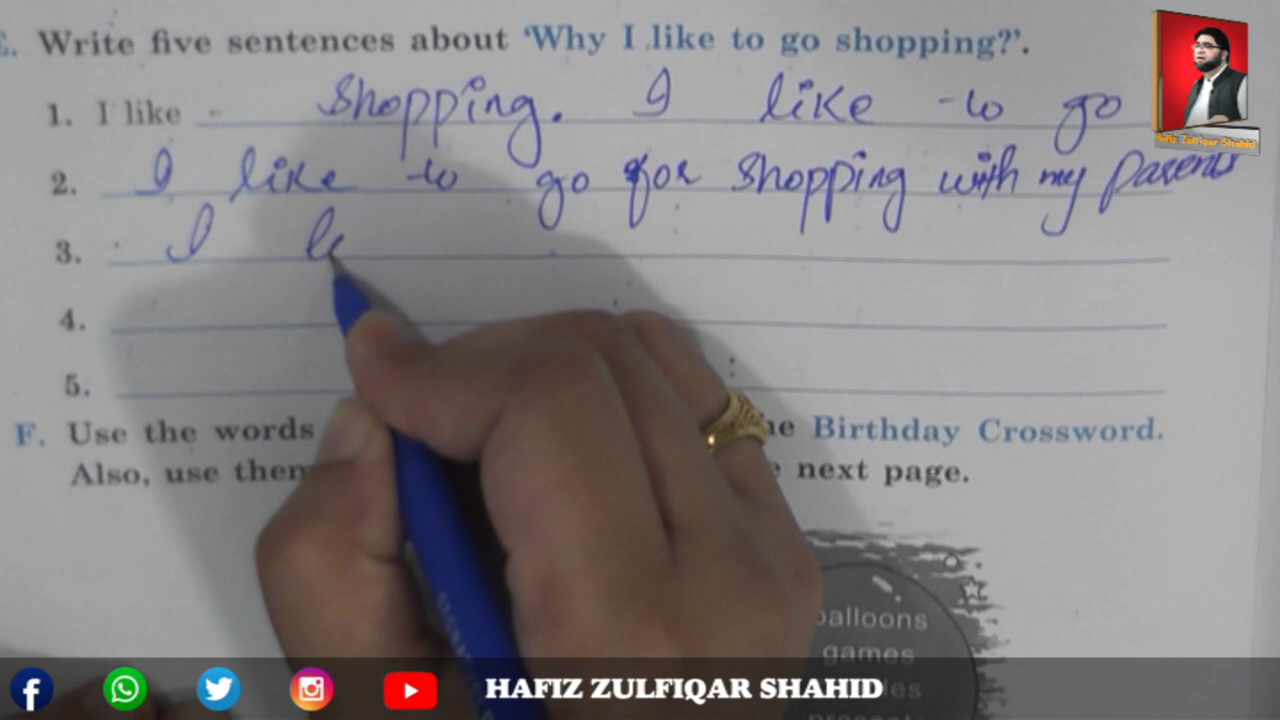 E. Write five sentences about 'Why I like to go shopping?'.
1. I like - shopping. I like to go
2. I like to go for shopping with my Parents
3. I
4.
5.
F. Use the words Birthday Crossword.
Also, use them next page.
balloons
games
Hafiz Zulfiqar Shahid
HAFIZ ZULFIQAR SHAHID